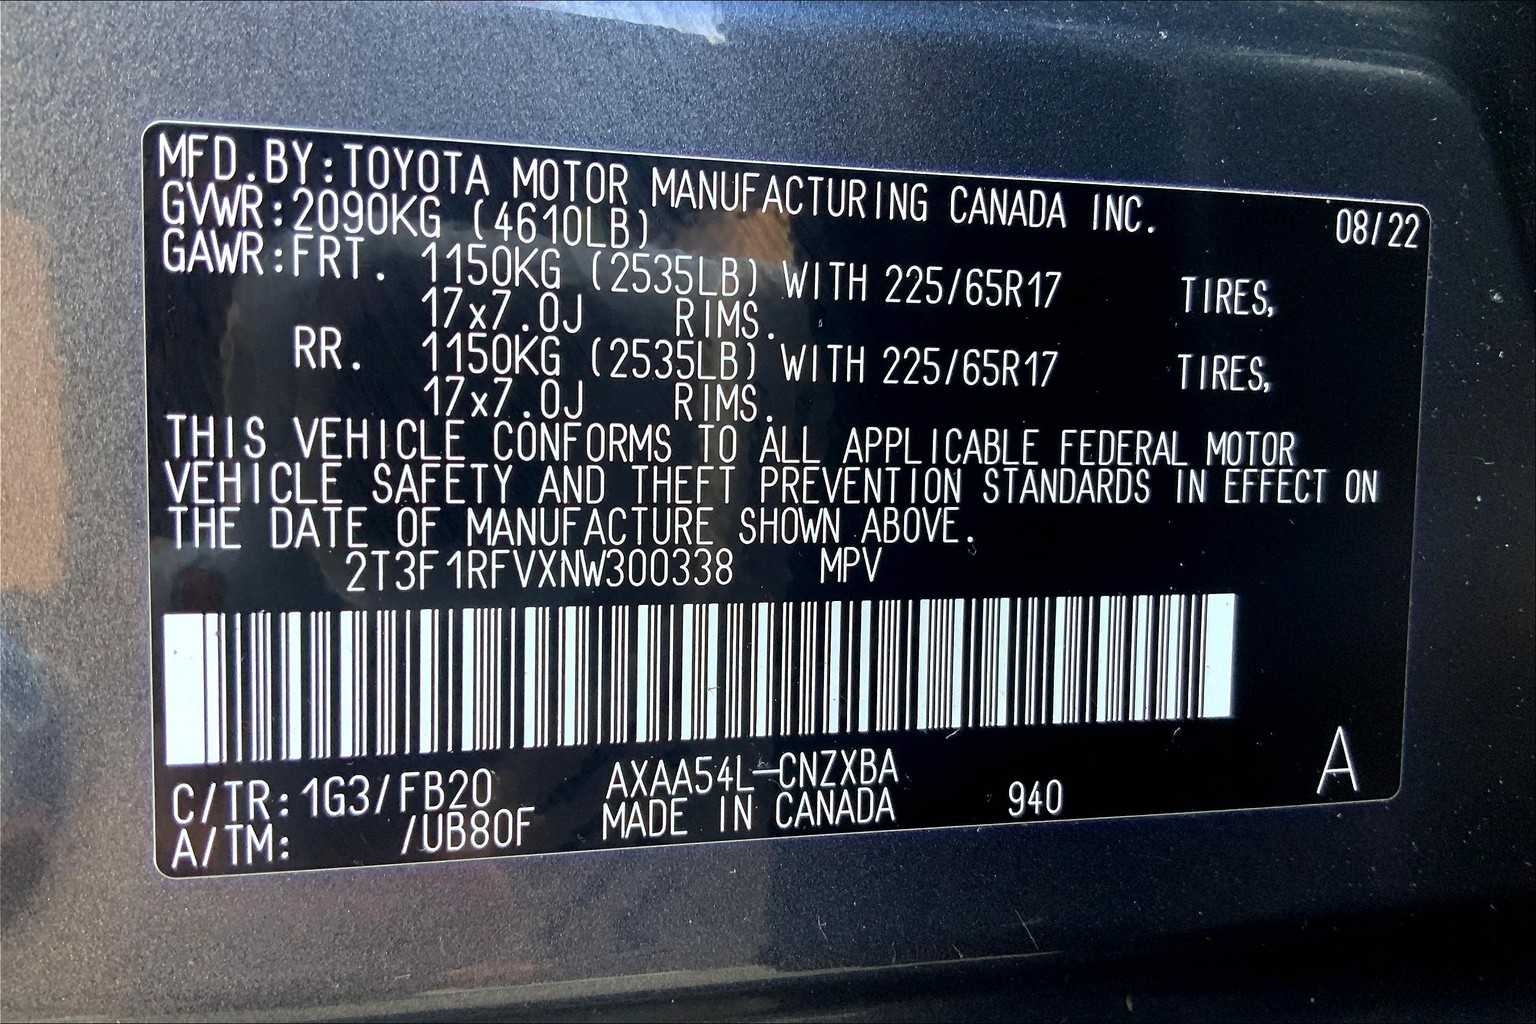 MFD.BY:TOYOTA MOTOR MANUFACTURING CANADA INC. 08/22
GVWR:2090KG (4610LB)
GAWR:FRT. 1150KG (2535LB) WITH 225/65R17 TIRES,
17x7.0J RIMS.
RR. 1150KG (2535LB) WITH 225/65R17 TIRES,
17x7.0J RIMS.
THIS VEHICLE CONFORMS TO ALL APPLICABLE FEDERAL MOTOR
VEHICLE SAFETY AND THEFT PREVENTION STANDARDS IN EFFECT ON
THE DATE OF MANUFACTURE SHOWN ABOVE.
2T3F1RFVXNW300338 MPV
C/TR:1G3/FB20 AXAA54L-CNZXBA
A/TM: /UB80F MADE IN CANADA 940 A